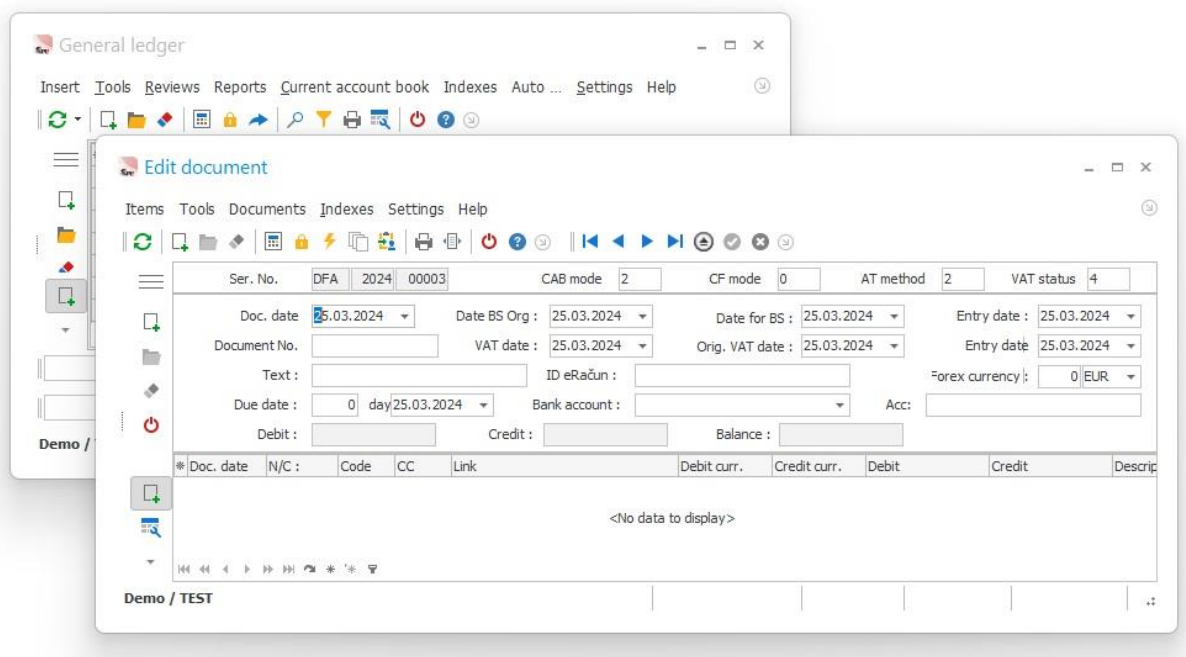 General ledger
Insert Tools Reviews Reports Current account book Indexes Auto ... Settings Help
Edit document
Items Tools Documents Indexes Settings Help
Ser. No. DFA 2024 00003 CAB mode 2 CF mode 0 AT method 2 VAT status 4
Doc. date 25.03.2024 Date BS Org : 25.03.2024 Date for BS : 25.03.2024 Entry date : 25.03.2024
Document No. VAT date : 25.03.2024 Orig. VAT date : 25.03.2024 Entry date 25.03.2024
Text : ID eRačun : Forex currency : 0 EUR
Due date : 0 day 25.03.2024 Bank account : Acc:
Debit : Credit : Balance :
Doc. date N/C : Code CC Link Debit curr. Credit curr. Debit Credit Descrip
<No data to display>
Demo /
Demo / TEST